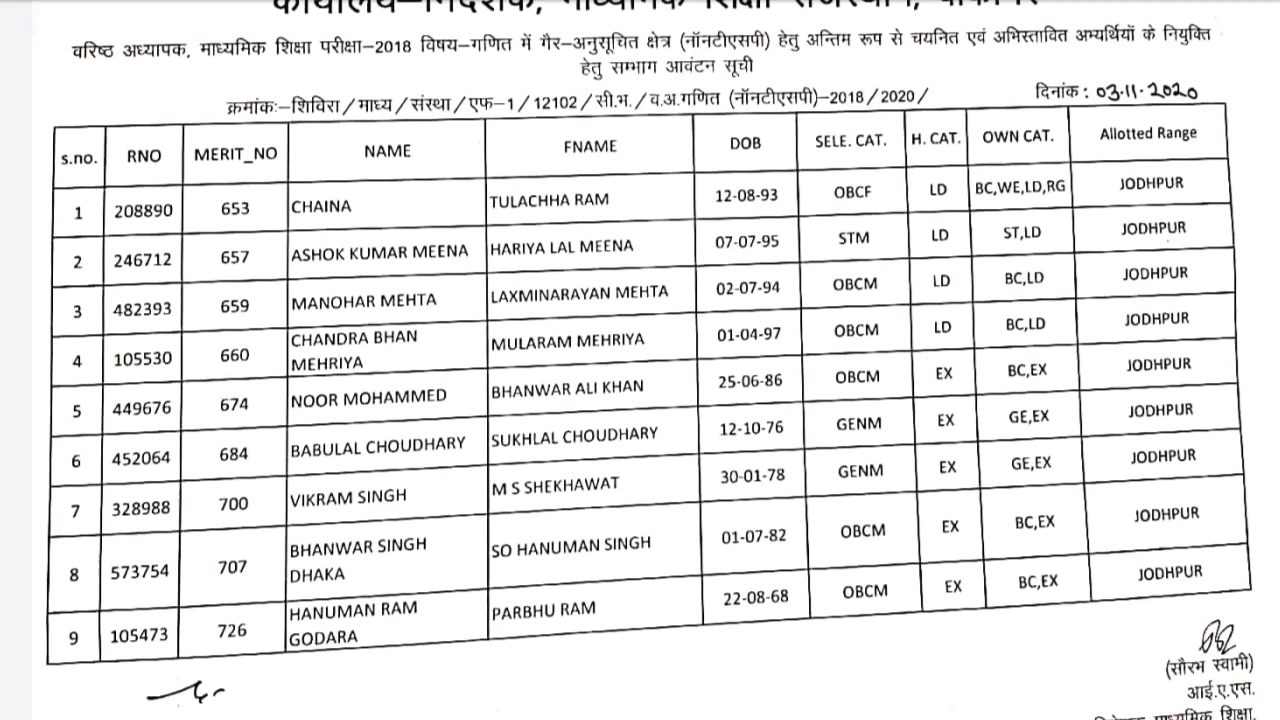 कार्यालय–निदेशक, माध्यमिक शिक्षा राजस्थान, बीकानेर
वरिष्ठ अध्यापक, माध्यमिक शिक्षा परीक्षा–2018 विषय–गणित में गैर–अनुसूचित क्षेत्र (नॉनटीएसपी) हेतु अन्तिम रूप से चयनित एवं अभिस्तावित अभ्यर्थियों के नियुक्ति
हेतु सम्भाग आवंटन सूची
क्रमांकः–शिविरा/माध्य/संस्था/एफ–1/12102/सी.भ./व.अ.गणित (नॉनटीएसपी)–2018/2020/ दिनांक : 03.11.2020
s.no. RNO MERIT_NO NAME FNAME DOB SELE. CAT. H. CAT. OWN CAT. Allotted Range
1 208890 653 CHAINA TULACHHA RAM 12-08-93 OBCF LD BC,WE,LD,RG JODHPUR
2 246712 657 ASHOK KUMAR MEENA HARIYA LAL MEENA 07-07-95 STM LD ST,LD JODHPUR
3 482393 659 MANOHAR MEHTA LAXMINARAYAN MEHTA 02-07-94 OBCM LD BC,LD JODHPUR
4 105530 660 CHANDRA BHAN MEHRIYA MULARAM MEHRIYA 01-04-97 OBCM LD BC,LD JODHPUR
5 449676 674 NOOR MOHAMMED BHANWAR ALI KHAN 25-06-86 OBCM EX BC,EX JODHPUR
6 452064 684 BABULAL CHOUDHARY SUKHLAL CHOUDHARY 12-10-76 GENM EX GE,EX JODHPUR
7 328988 700 VIKRAM SINGH M S SHEKHAWAT 30-01-78 GENM EX GE,EX JODHPUR
8 573754 707 BHANWAR SINGH DHAKA SO HANUMAN SINGH 01-07-82 OBCM EX BC,EX JODHPUR
9 105473 726 HANUMAN RAM GODARA PARBHU RAM 22-08-68 OBCM EX BC,EX JODHPUR
(सौरभ स्वामी)
आई.ए.एस.
माध्यमिक शिक्षा,